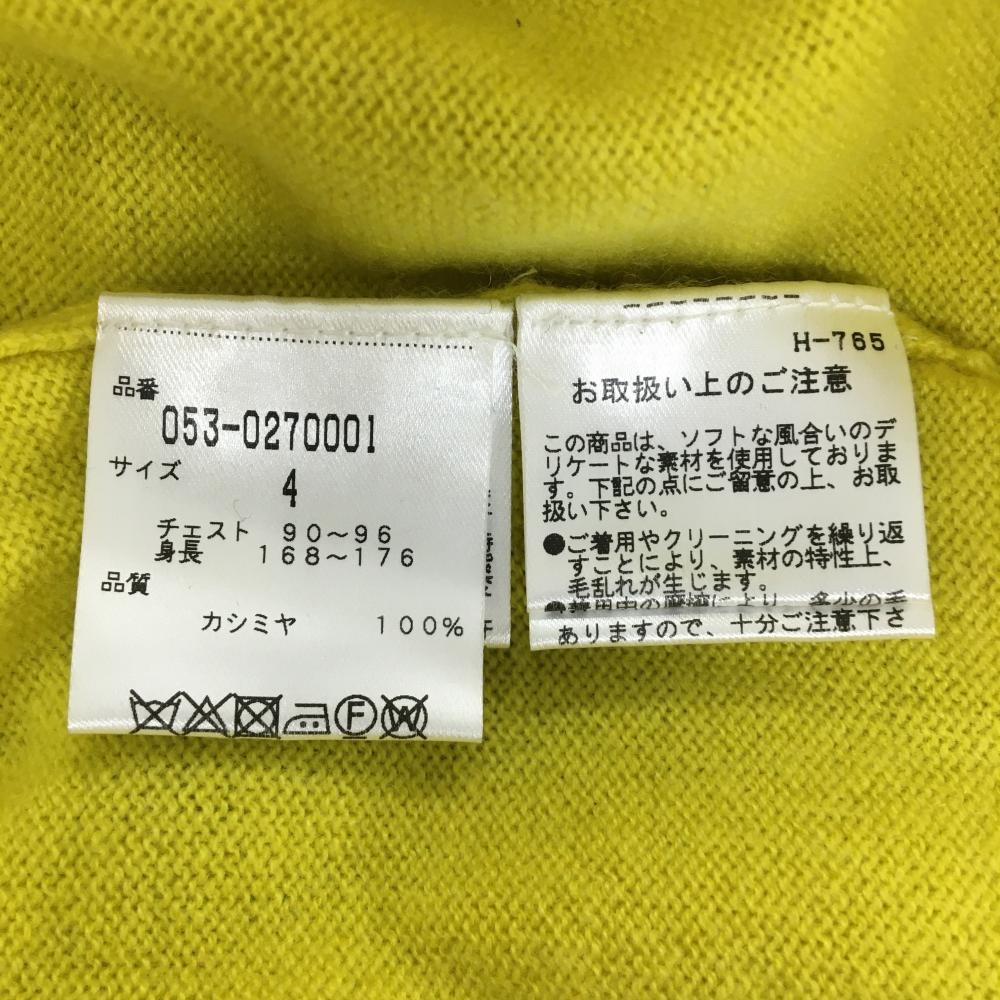 品番
053-0270001
サイズ
4
チェスト 90～96
身長 168～176
品質
カシミヤ 100%
H-765
お取扱い上のご注意
この商品は、ソフトな風合いのデ
リケートな素材を使用しておりま
す。下記の点にご留意の上、お取
扱い下さい。
●ご着用やクリーニングを繰り返
すことにより、素材の特性上、
毛乱れが生じます。
ありますので、十分ご注意下さ